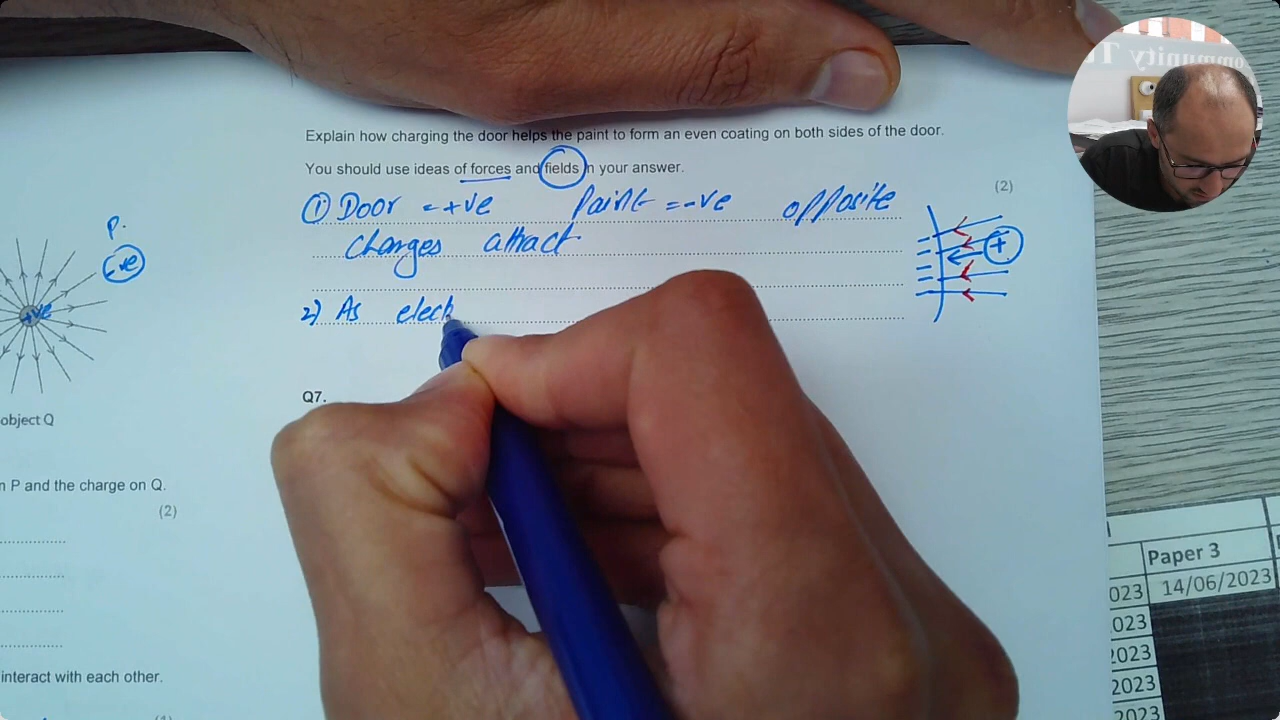 Explain how charging the door helps the paint to form an even coating on both sides of the door.
You should use ideas of forces and fields in your answer.
(2)
① Door = +ve Paint = -ve opposite
charges attract
2) As elect
Q7.
P.
-ve
+ve
+
object Q
n P and the charge on Q.
(2)
interact with each other.
Paper 3
023 14/06/2023
023
2023
2023
2023